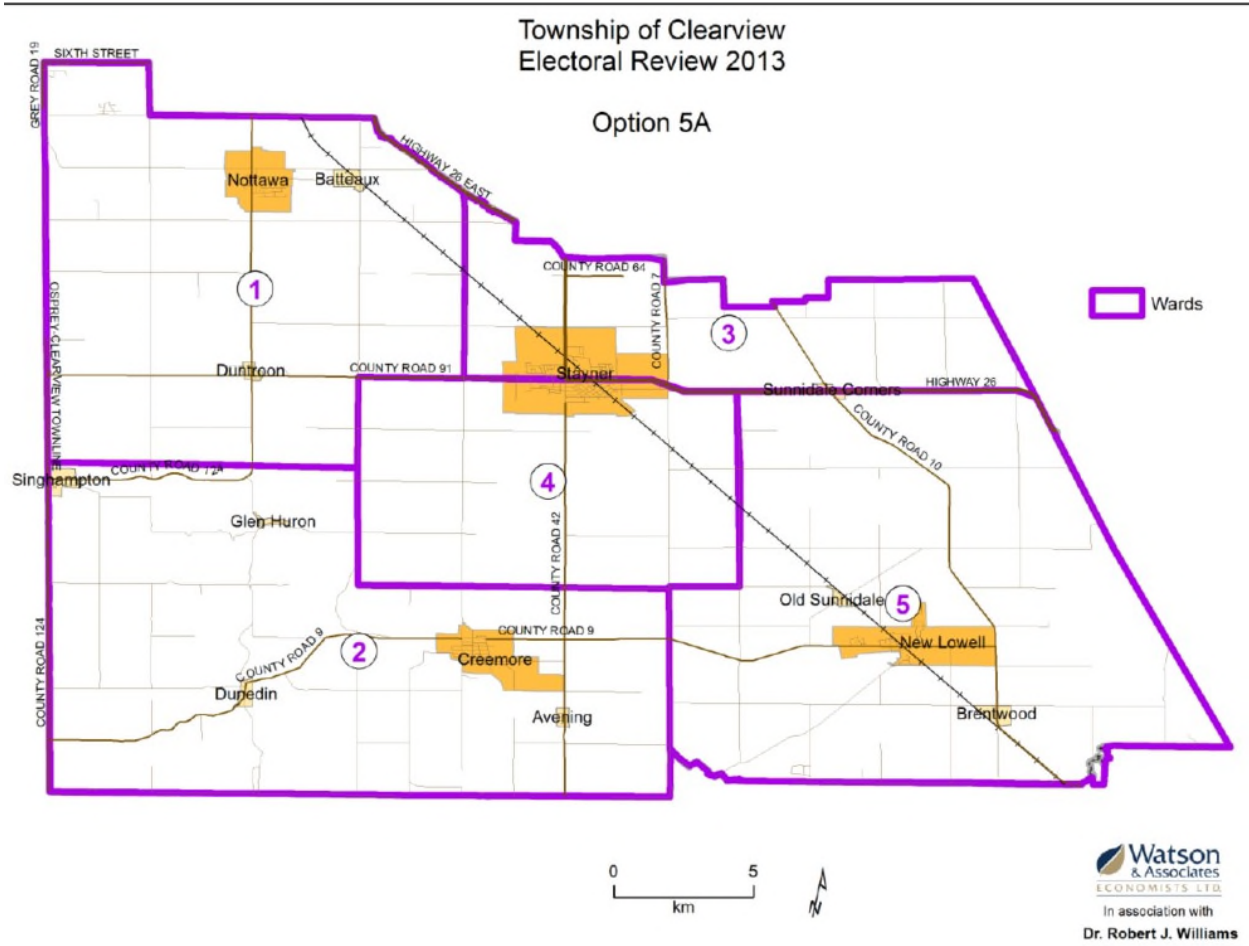 Township of Clearview
Electoral Review 2013
Option 5A
SIXTH STREET
GREY ROAD 19
HIGHWAY 26 EAST
Nottawa
Batteaux
COUNTY ROAD 64
COUNTY ROAD 7
1
Wards
3
OSPREY-CLEARVIEW TOWNLINE
Duntroon
COUNTY ROAD 91
Stayner
Sunnidale Corners
HIGHWAY 26
COUNTY ROAD 10
COUNTY ROAD 124
Singhampton
4
Glen Huron
COUNTY ROAD 42
Old Sunnidale
5
COUNTY ROAD 9
COUNTY ROAD 9
2
New Lowell
Creemore
COUNTY ROAD 124
Dunedin
Avening
Brentwood
0 5
km
N
Watson
& Associates
ECONOMISTS LTD.
In association with
Dr. Robert J. Williams